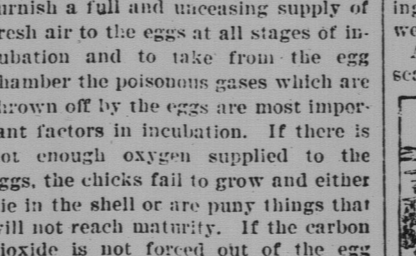 urnish a full and unceasing supply of
resh air to the eggs at all stages of in-
ubation and to take from the egg
hamber the poisonous gases which are
hrown off by the eggs are most impor-
ant factors in incubation. If there is
ot enough oxygen supplied to the
ggs, the chicks fail to grow and either
ie in the shell or are puny things that
ill not reach maturity. If the carbon
ioxide is not forced out of the egg
ing
we
sea